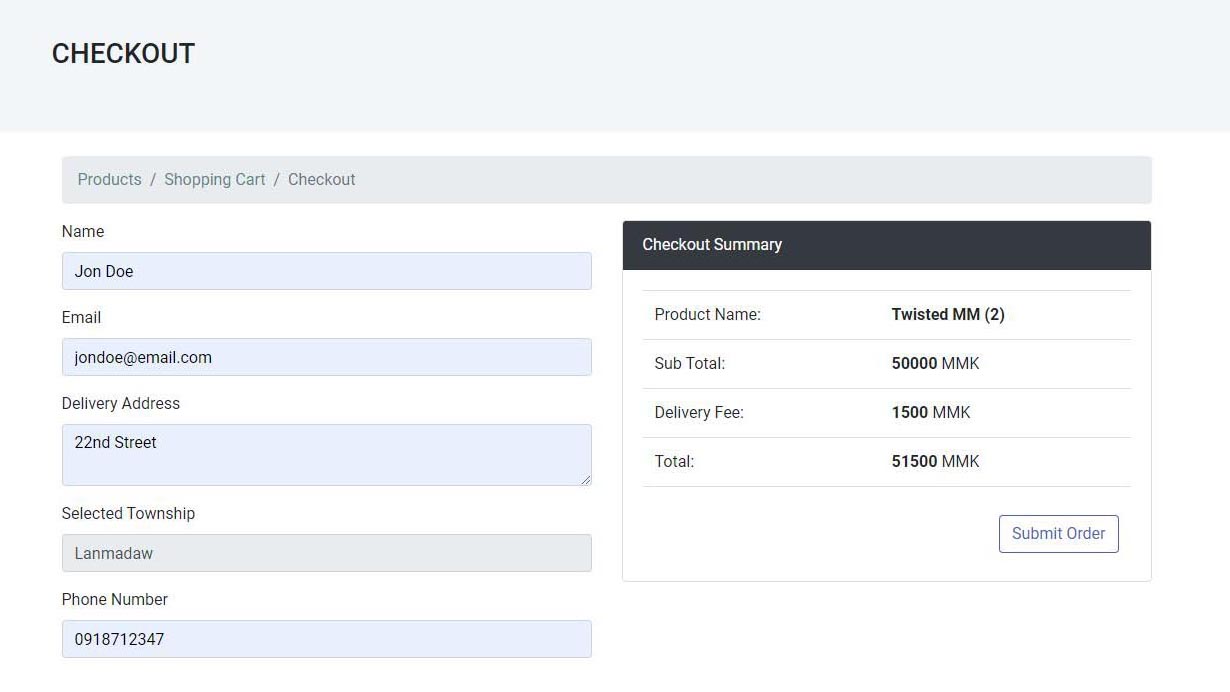 CHECKOUT
Products / Shopping Cart / Checkout
Name
Jon Doe
Email
jondoe@email.com
Delivery Address
22nd Street
Selected Township
Lanmadaw
Phone Number
0918712347
Checkout Summary
Product Name: Twisted MM (2)
Sub Total: 50000 MMK
Delivery Fee: 1500 MMK
Total: 51500 MMK
Submit Order